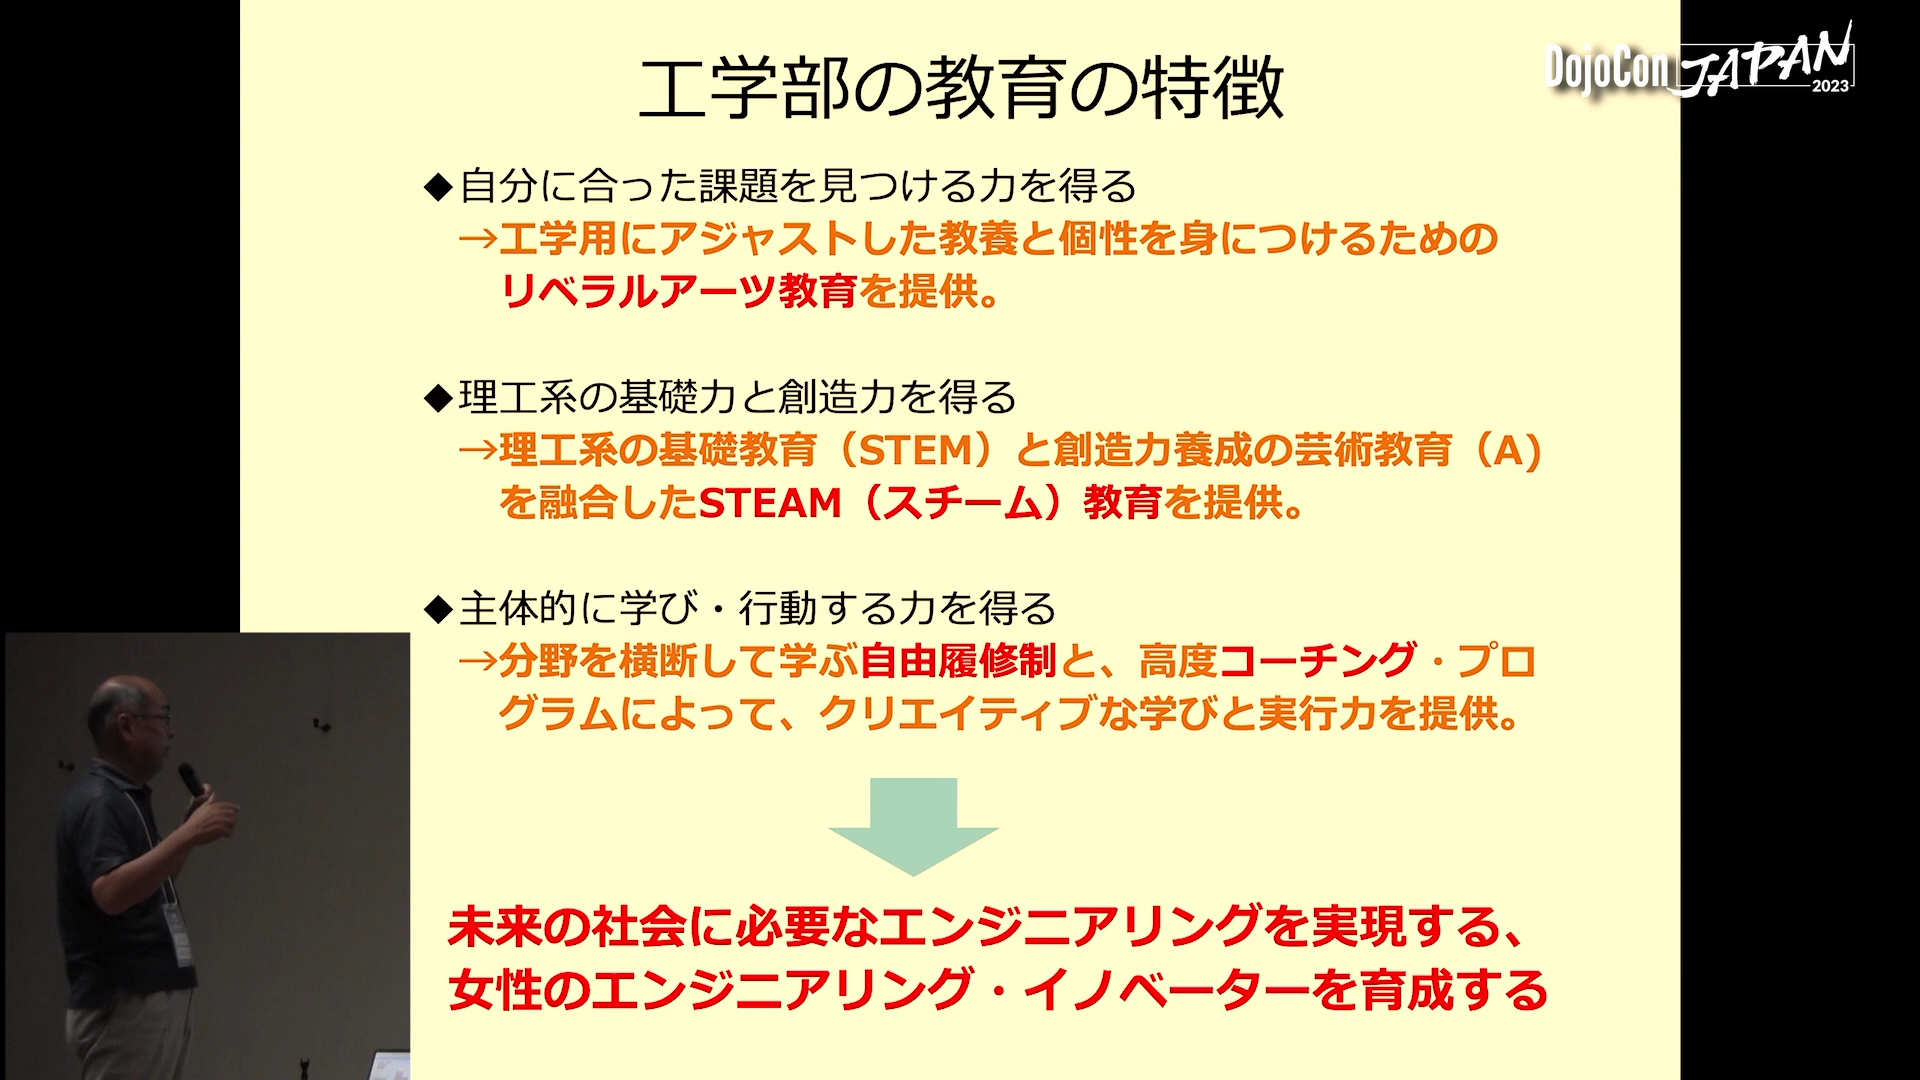 工学部の教育の特徴
DojoCon JAPAN
2023
◆自分に合った課題を見つける力を得る
→工学用にアジャストした教養と個性を身につけるための
リベラルアーツ教育を提供。
◆理工系の基礎力と創造力を得る
→理工系の基礎教育（STEM）と創造力養成の芸術教育（A)
を融合したSTEAM（スチーム）教育を提供。
◆主体的に学び・行動する力を得る
→分野を横断して学ぶ自由履修制と、高度コーチング・プロ
グラムによって、クリエイティブな学びと実行力を提供。
未来の社会に必要なエンジニアリングを実現する、
女性のエンジニアリング・イノベーターを育成する